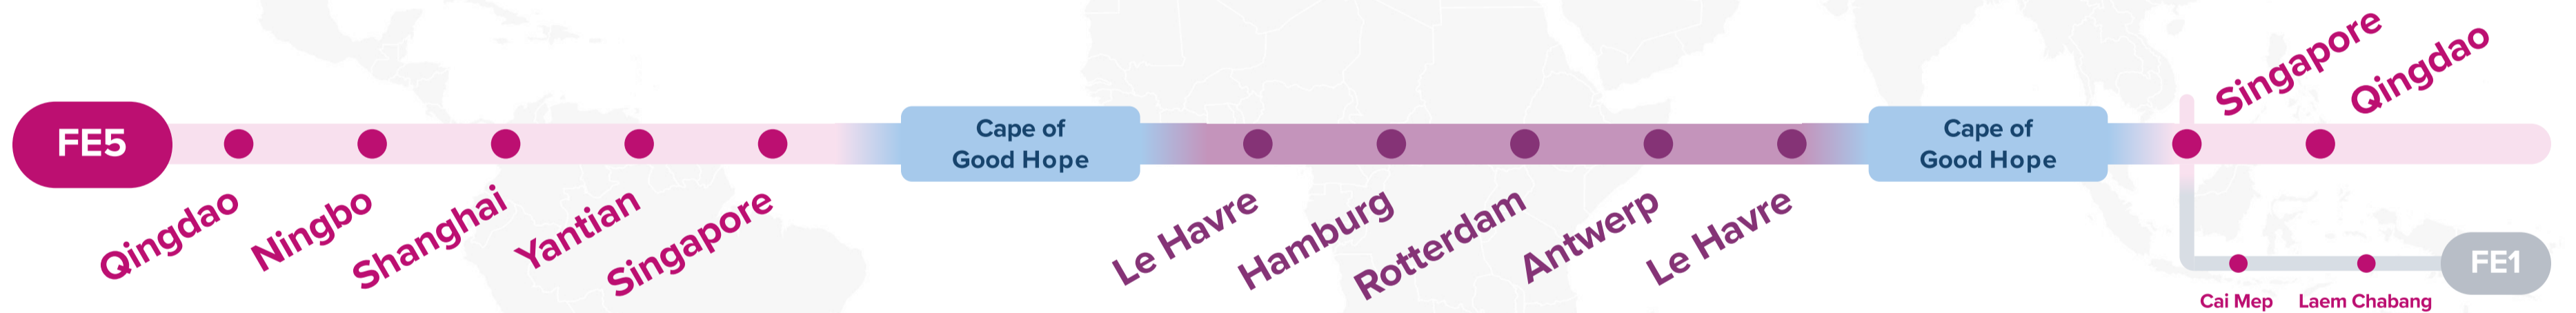 FE5
Qingdao
Ningbo
Shanghai
Yantian
Singapore
Cape of
Good Hope
Le Havre
Hamburg
Rotterdam
Antwerp
Le Havre
Cape of
Good Hope
Singapore
Qingdao
Cai Mep
Laem Chabang
FE1